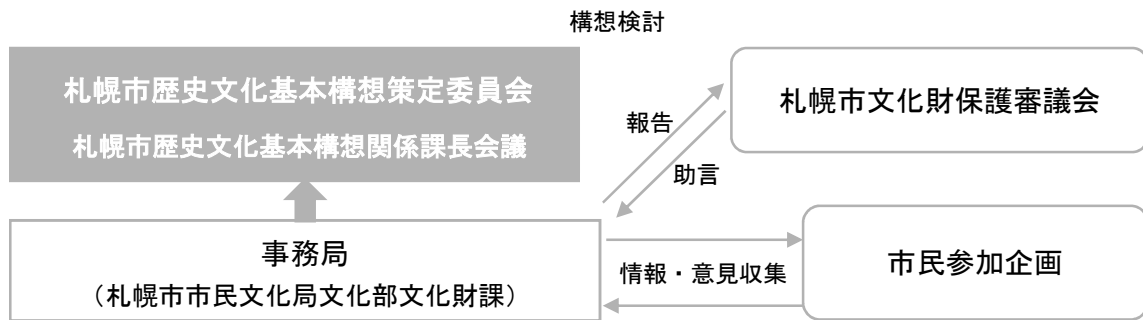 構想検討
札幌市歴史文化基本構想策定委員会
札幌市歴史文化基本構想関係課長会議
札幌市文化財保護審議会
報告
助言
事務局
（札幌市市民文化局文化部文化財課）
情報・意見収集
市民参加企画